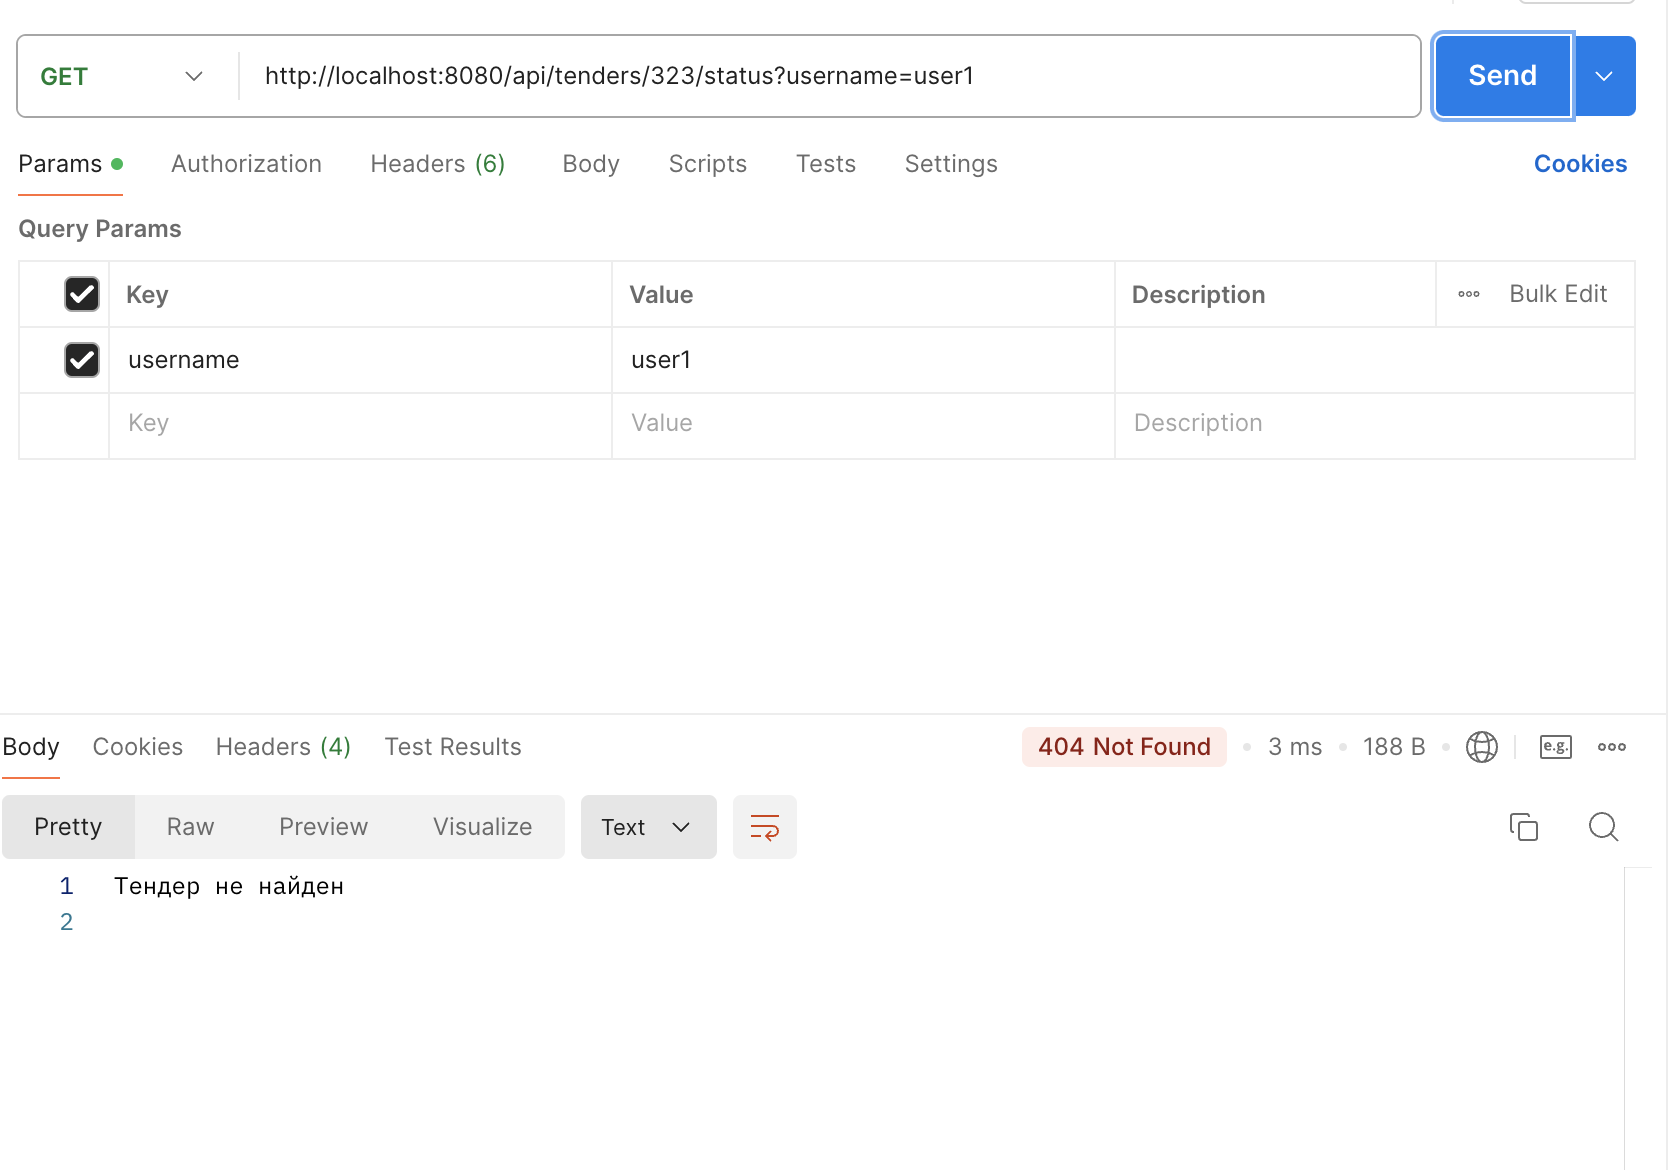 GET http://localhost:8080/api/tenders/323/status?username=user1 Send
Params Authorization Headers (6) Body Scripts Tests Settings Cookies
Query Params
Key Value Description Bulk Edit
username user1
Key Value Description
Body Cookies Headers (4) Test Results 404 Not Found 3 ms 188 B e.g.
Pretty Raw Preview Visualize Text
1 Тендер не найден
2